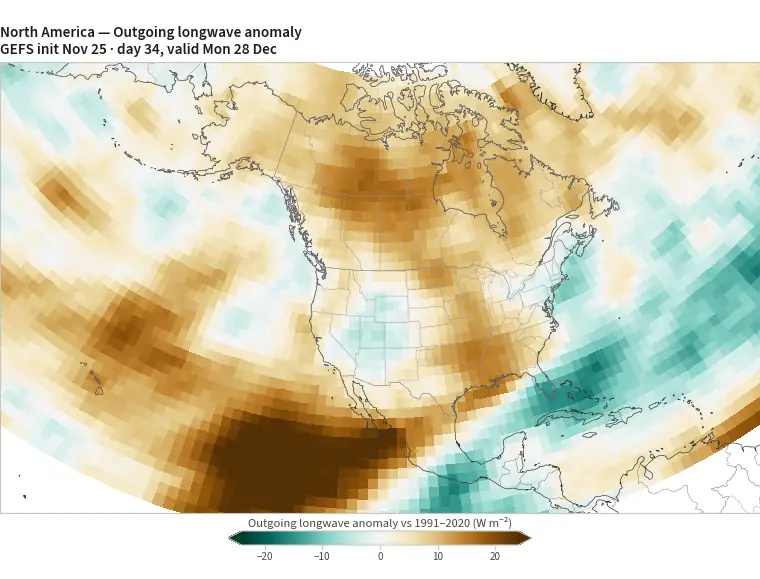 North America — Outgoing longwave anomaly
GEFS init Nov 25 · day 34, valid Mon 28 Dec
Outgoing longwave anomaly vs 1991–2020 (W m⁻²)
−20 −10 0 10 20